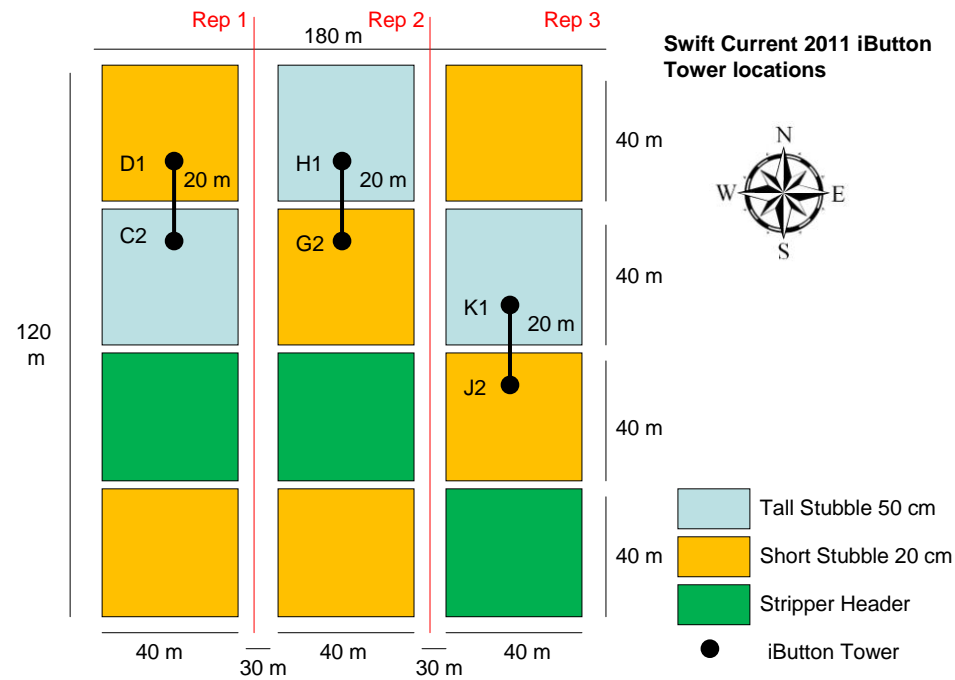 Rep 1
Rep 2
Rep 3
180 m
Swift Current 2011 iButton
Tower locations
D1
20 m
C2
H1
20 m
G2
K1
20 m
J2
40 m
40 m
40 m
40 m
120
m
N
W
E
S
Tall Stubble 50 cm
Short Stubble 20 cm
Stripper Header
iButton Tower
40 m
30 m
40 m
30 m
40 m